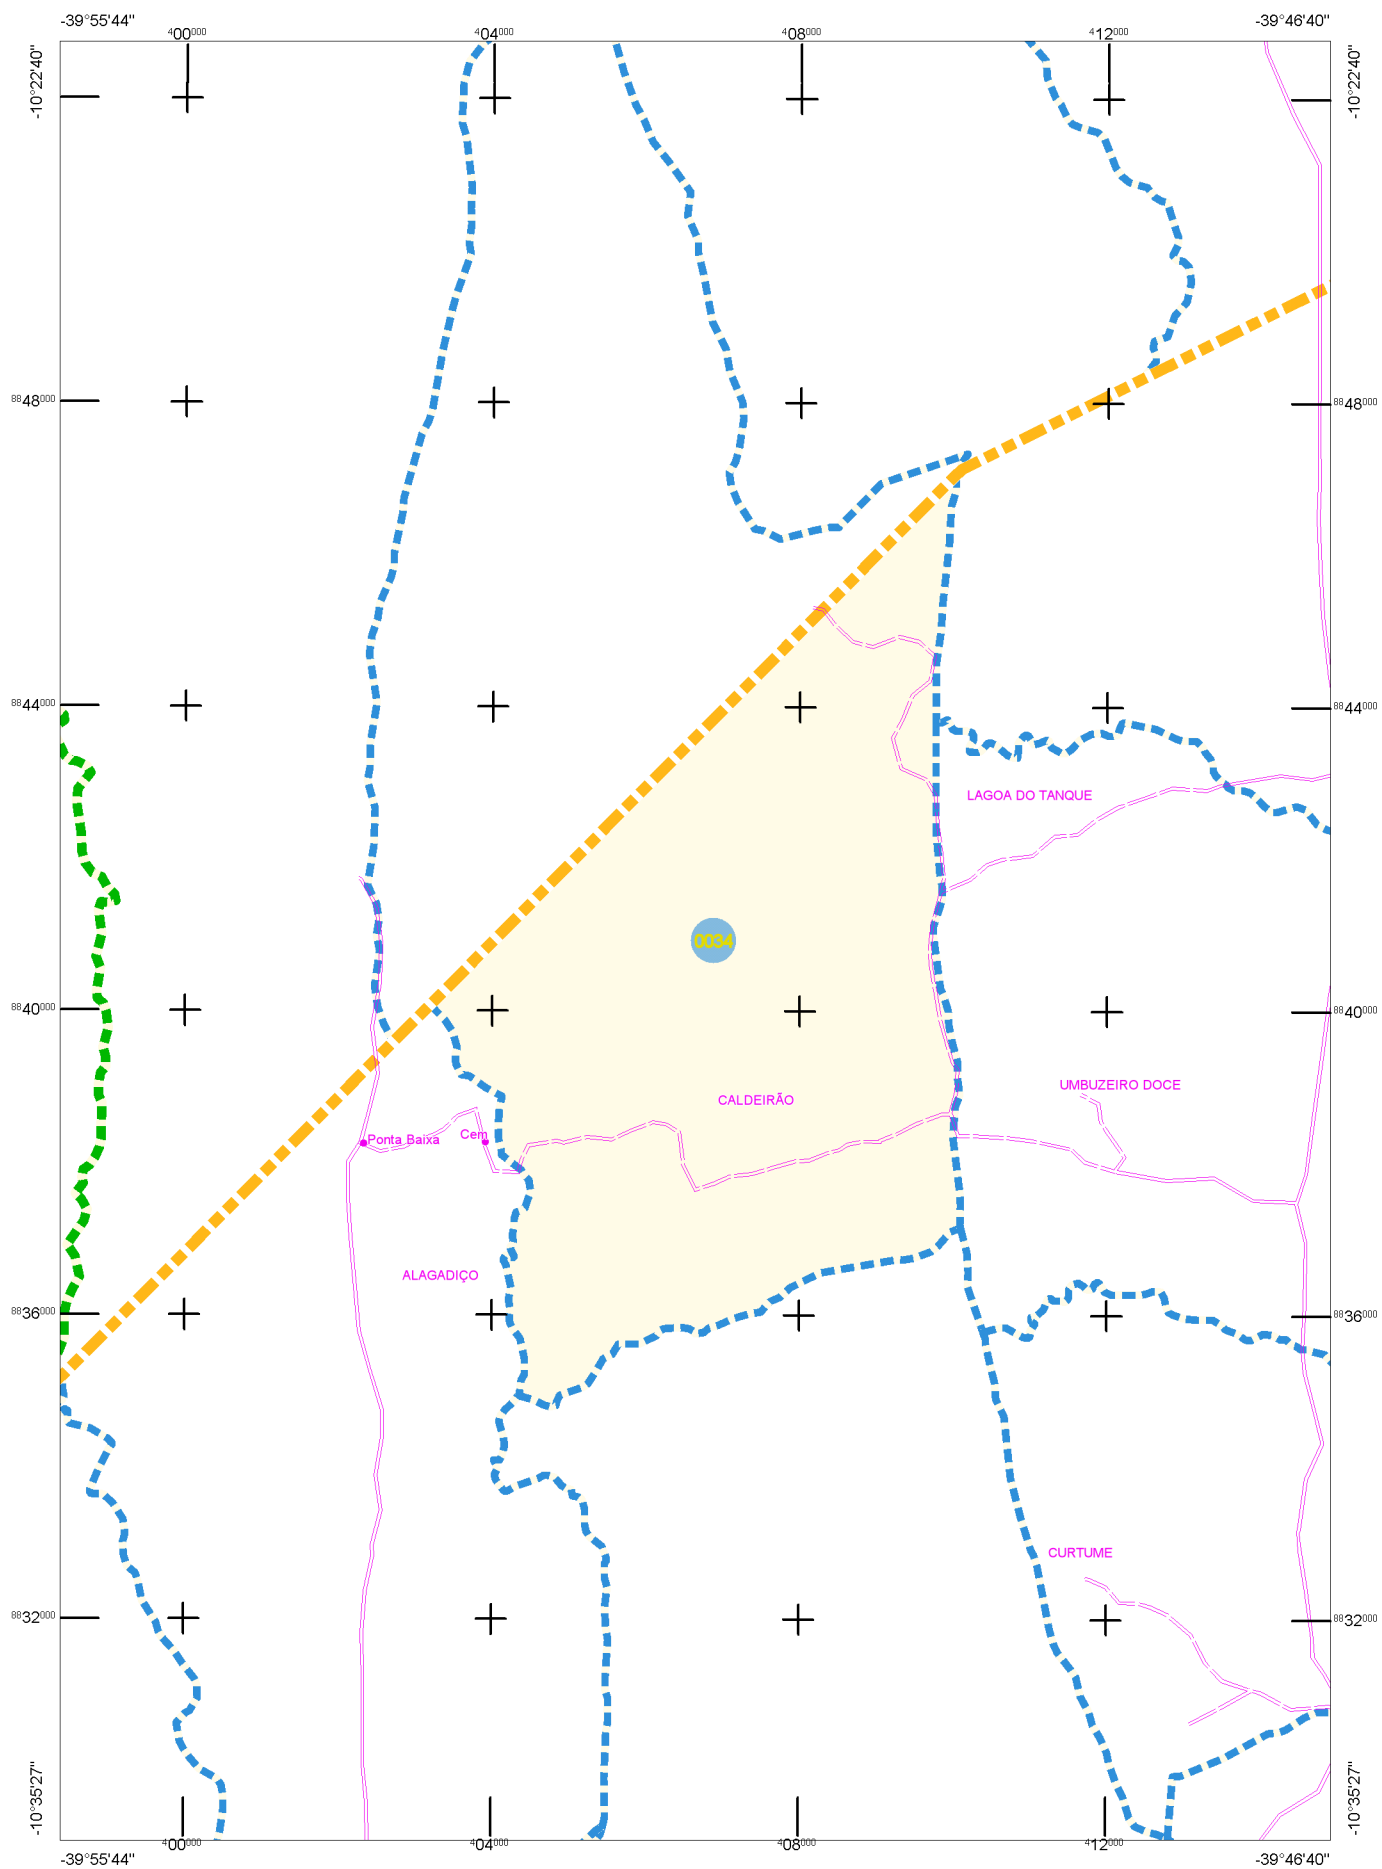 -39°55'44" -39°46'40"
400000 404000 408000 412000
-10°22'40" -10°22'40"
8848000 8848000
8844000 8844000
LAGOA DO TANQUE
0034
8840000 8840000
UMBUZEIRO DOCE
CALDEIRÃO
Ponta Baixa Cem
ALAGADIÇO
8836000 8836000
CURTUME
8832000 8832000
-10°35'27" -10°35'27"
400000 404000 408000 412000
-39°55'44" -39°46'40"